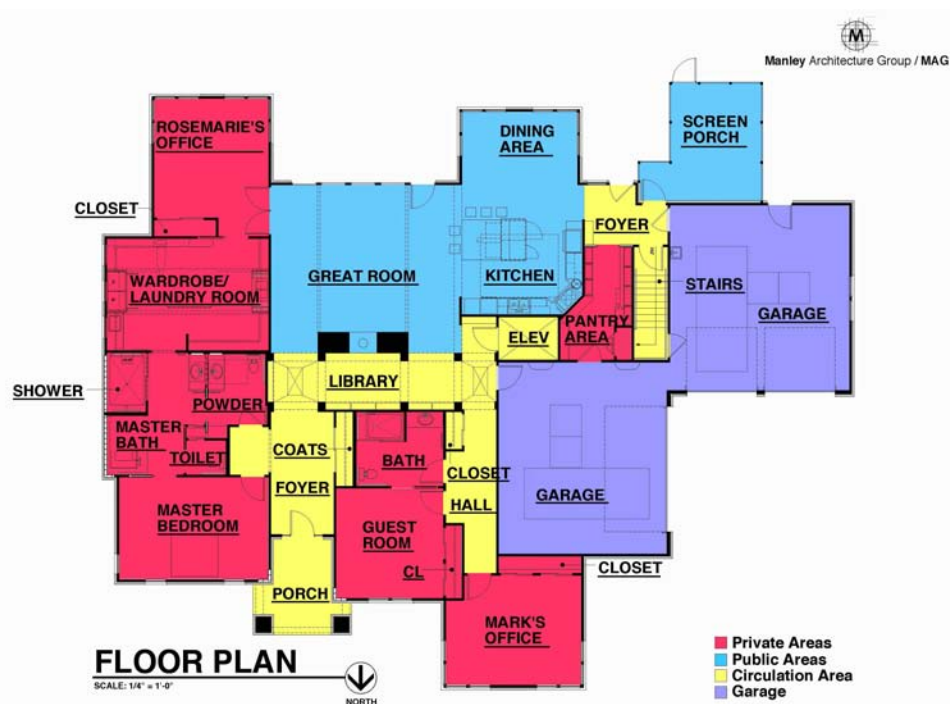 M
Manley Architecture Group / MAG
ROSEMARIE'S
OFFICE
DINING
AREA
SCREEN
PORCH
CLOSET
FOYER
WARDROBE/
LAUNDRY ROOM
GREAT ROOM
KITCHEN
STAIRS
GARAGE
PANTRY
AREA
ELEV
SHOWER
LIBRARY
POWDER
MASTER
BATH
TOILET
COATS
BATH
CLOSET
FOYER
HALL
GARAGE
MASTER
BEDROOM
GUEST
ROOM
CL
CLOSET
PORCH
MARK'S
OFFICE
FLOOR PLAN
SCALE: 1/4" = 1'-0"
NORTH
Private Areas
Public Areas
Circulation Area
Garage